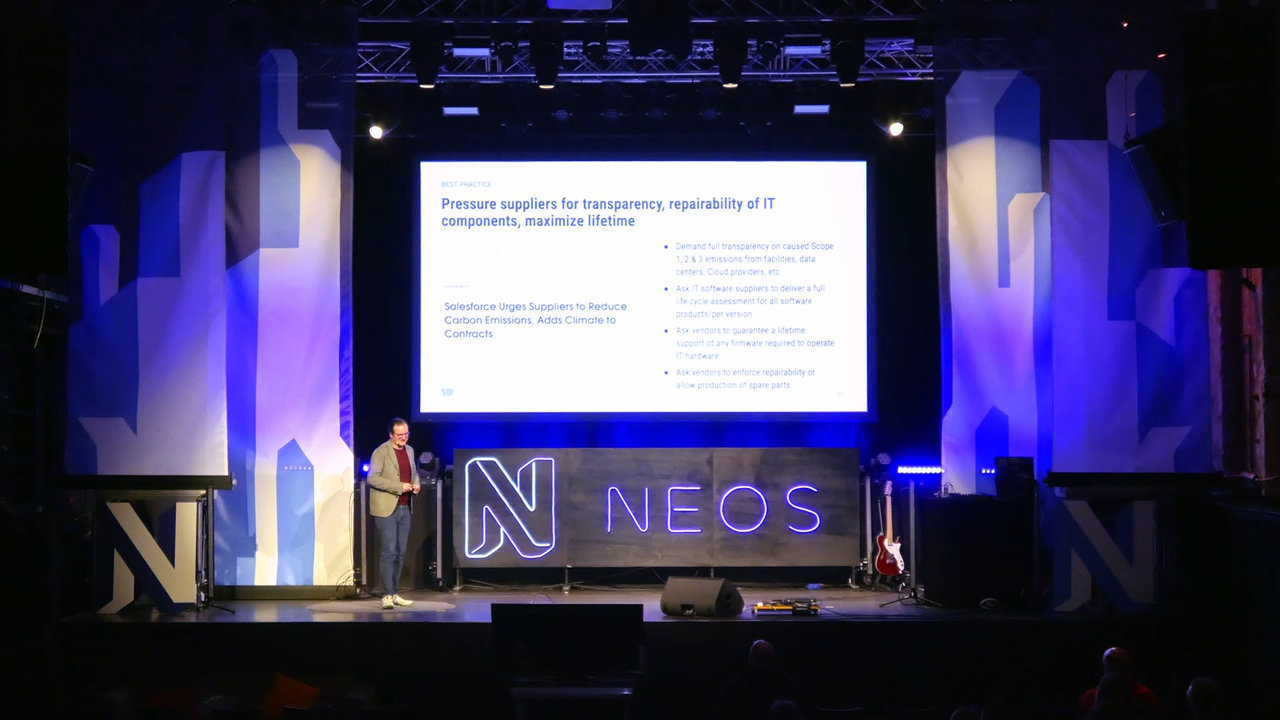 BEST PRACTICE
Pressure suppliers for transparency, repairability of IT
components, maximize lifetime
Salesforce Urges Suppliers to Reduce
Carbon Emissions, Adds Climate to
Contracts
• Demand full transparency on caused Scope
1, 2 & 3 emissions from facilities, data
centers, Cloud providers, etc.
• Ask IT software suppliers to deliver a full
life cycle assessment for all software
products/per version
• Ask vendors to guarantee a lifetime
support of any firmware required to operate
IT hardware
• Ask vendors to enforce repairability or
allow production of spare parts
N NEOS
N
N